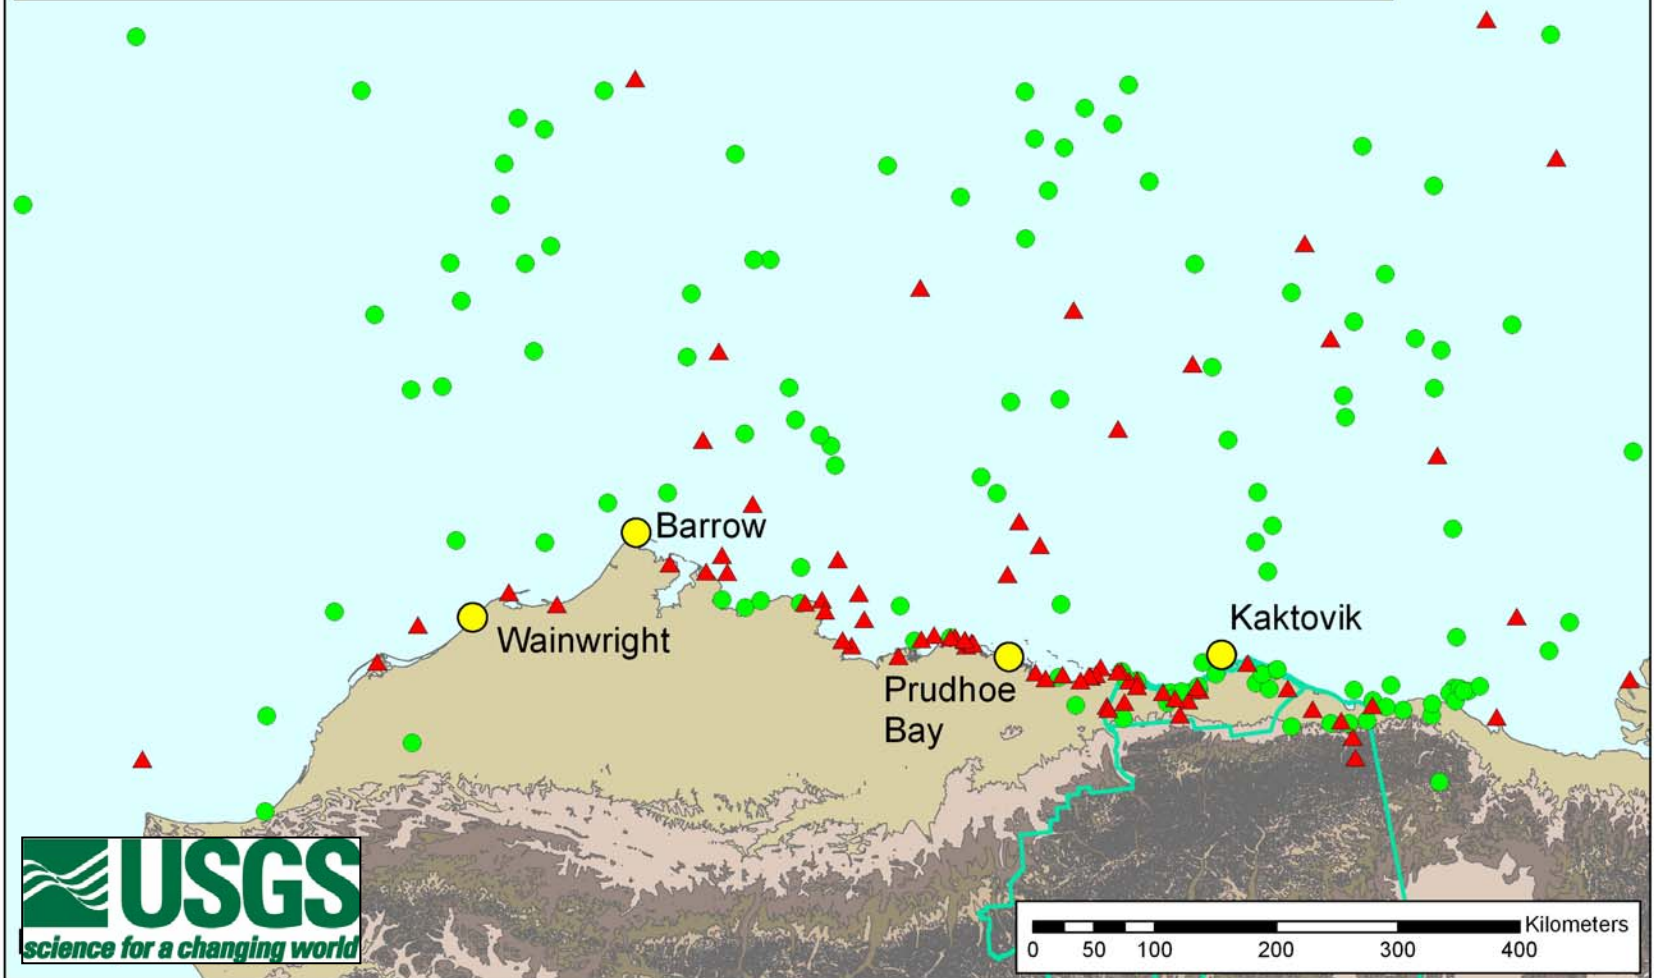 Barrow
Wainwright
Kaktovik
Prudhoe
Bay
USGS
science for a changing world
Kilometers
0 50 100 200 300 400